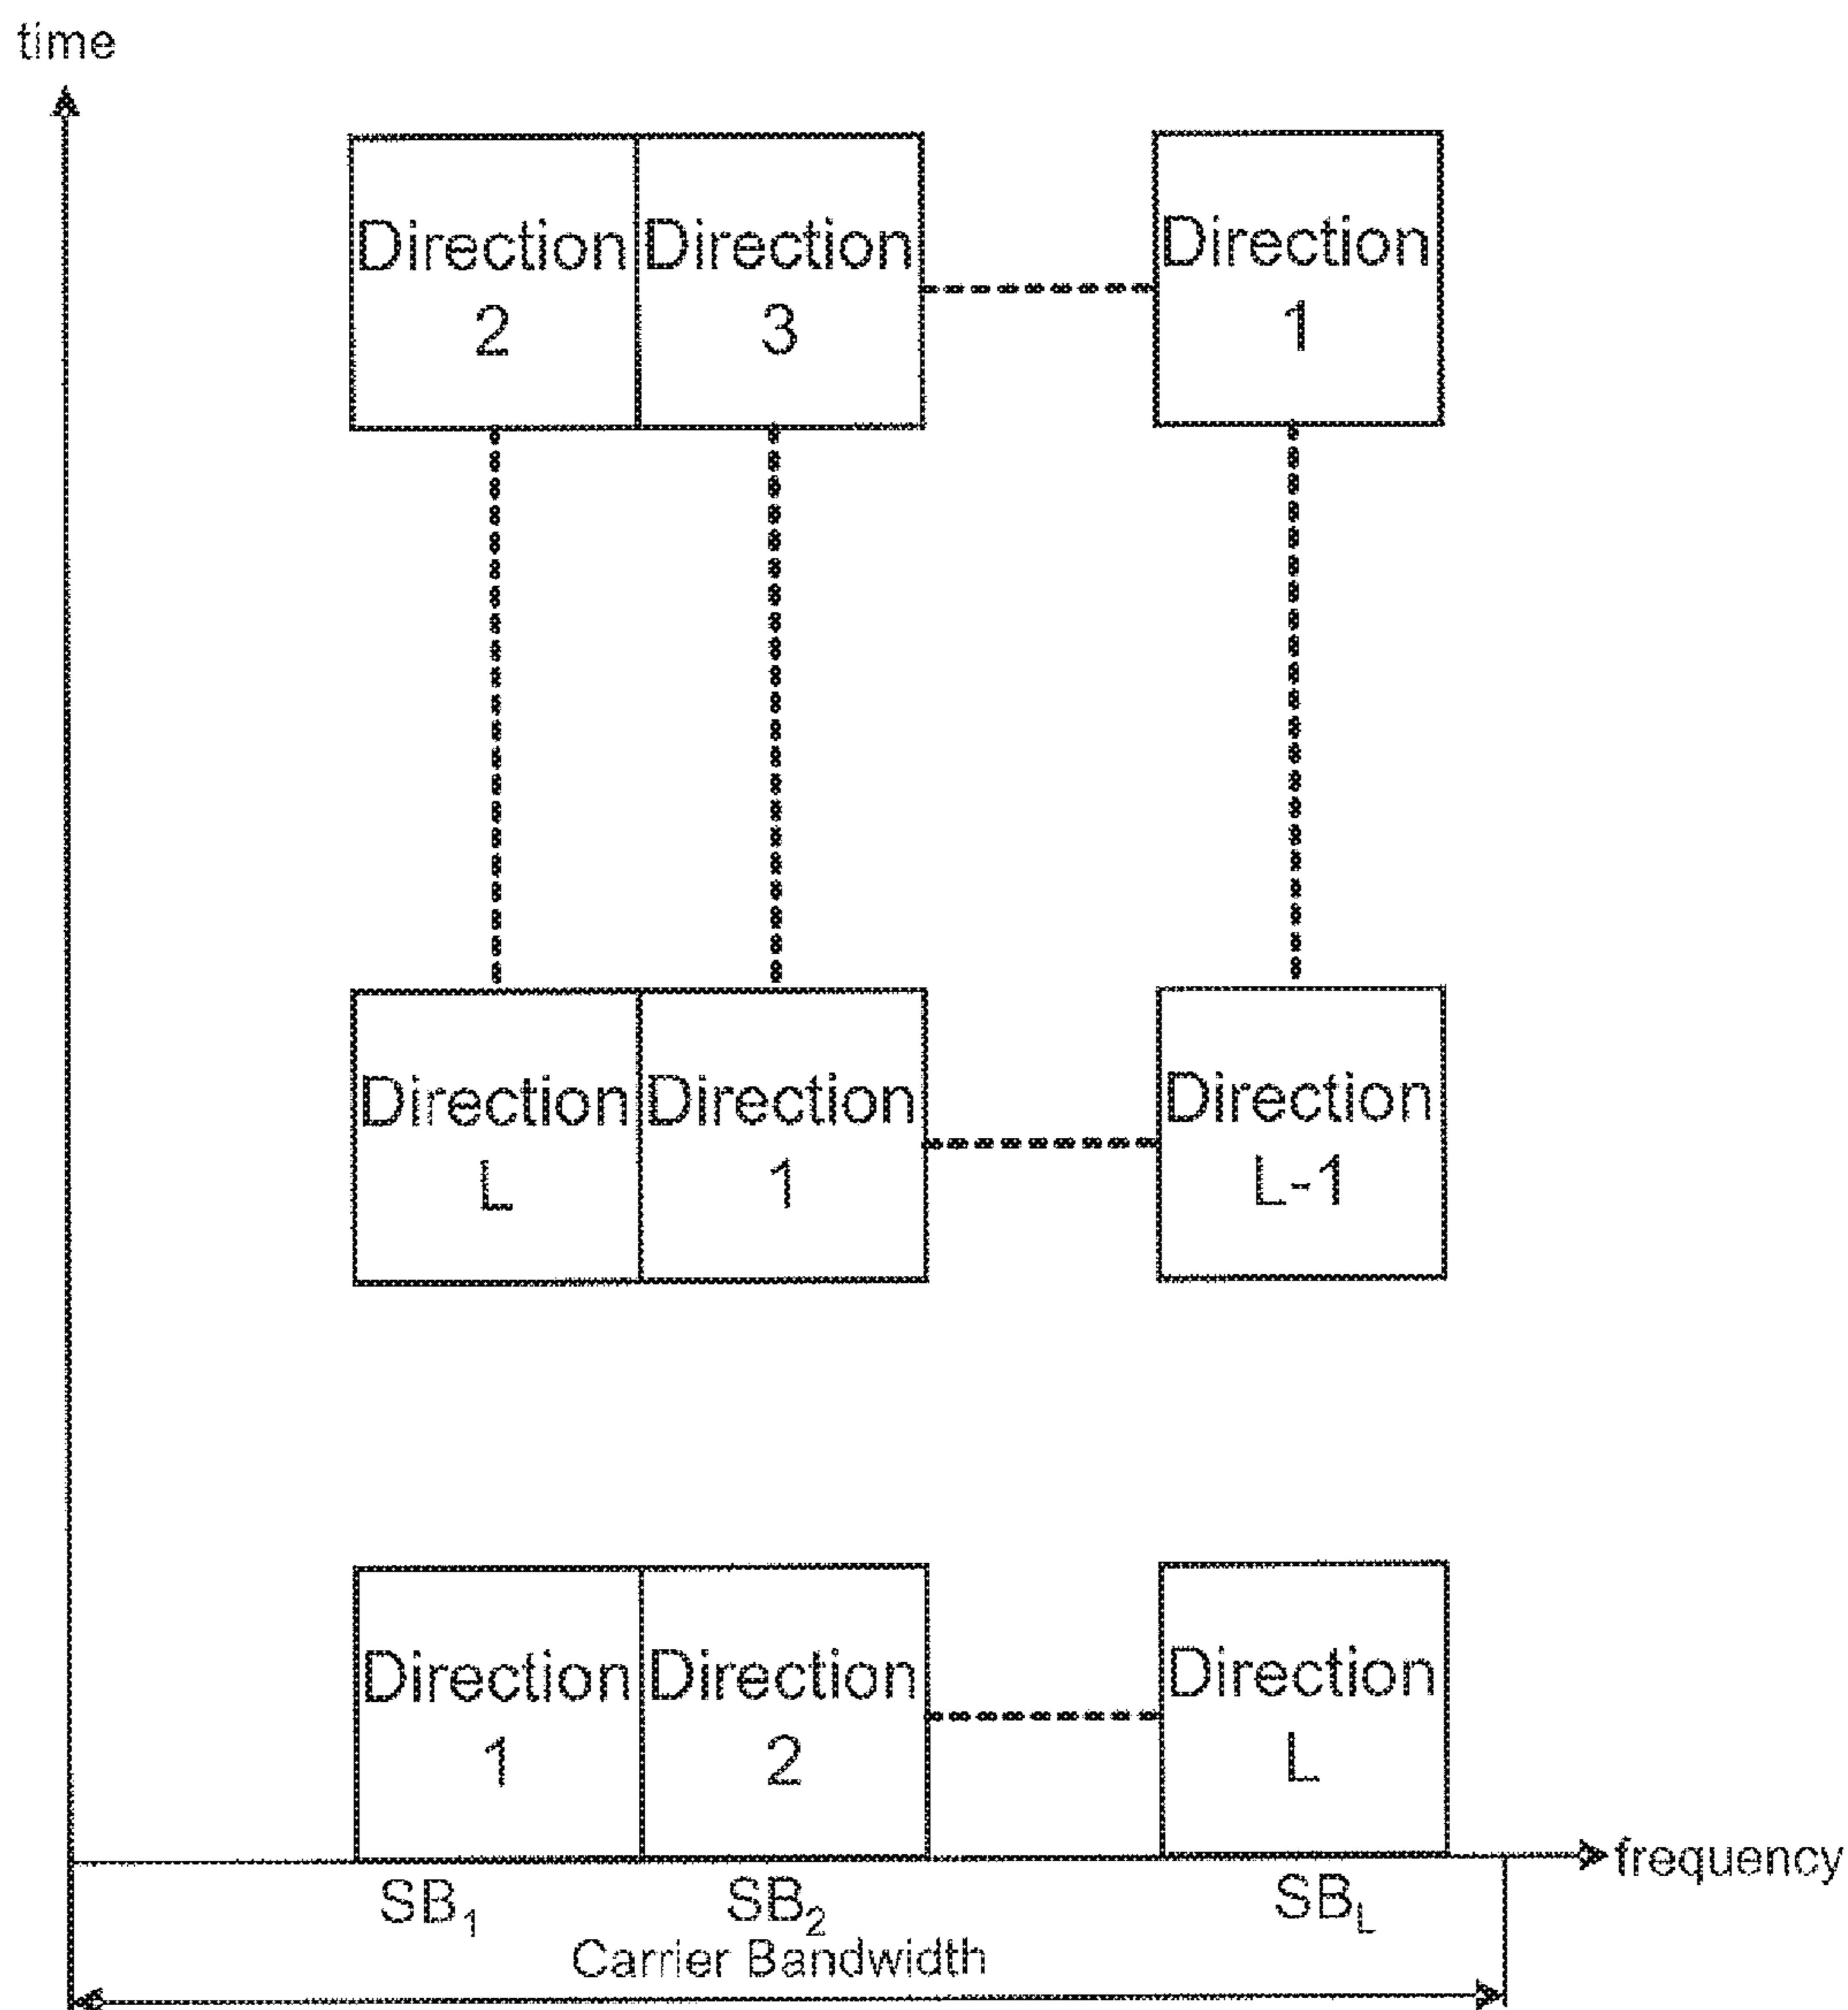 time
Direction Direction Direction
2 3 1
Direction Direction Direction
L 1 L-1
Direction Direction Direction
1 2 L
frequency
SB1 SB2 SBL
Carrier Bandwidth